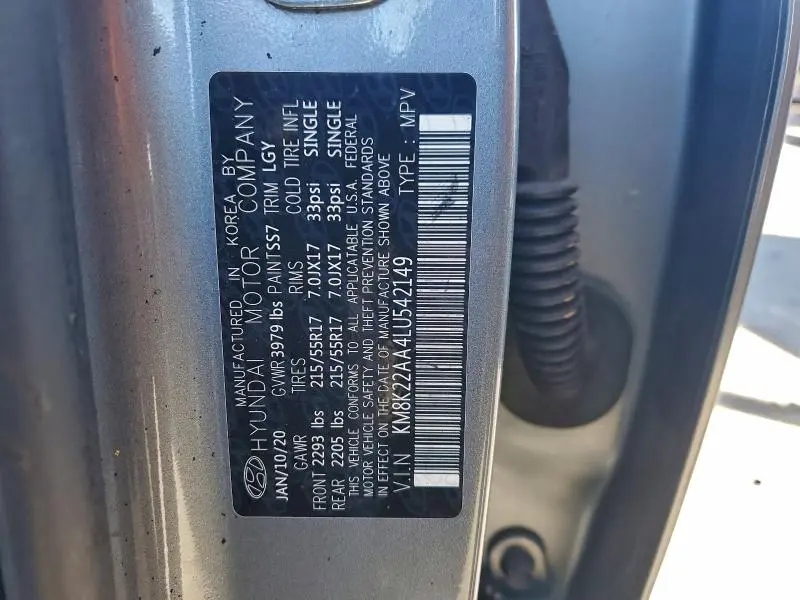 MANUFACTURED IN KOREA BY
HYUNDAI MOTOR COMPANY
JAN/10/20 GVWR 3979 lbs PAINT SS7 TRIM LGY
GAWR TIRES RIMS COLD TIRE INFL
FRONT 2293 lbs 215/55R17 7.0JX17 33psi SINGLE
REAR 2205 lbs 215/55R17 7.0JX17 33psi SINGLE
THIS VEHICLE CONFORMS TO ALL APPLICATABLE U.S.A. FEDERAL
MOTOR VEHICLE SAFETY AND THEFT PREVENTION STANDARDS
IN EFFECT ON THE DATE OF MANUFACTURE SHOWN ABOVE
V.I.N KM8K22AA4LU542149 TYPE : MPV